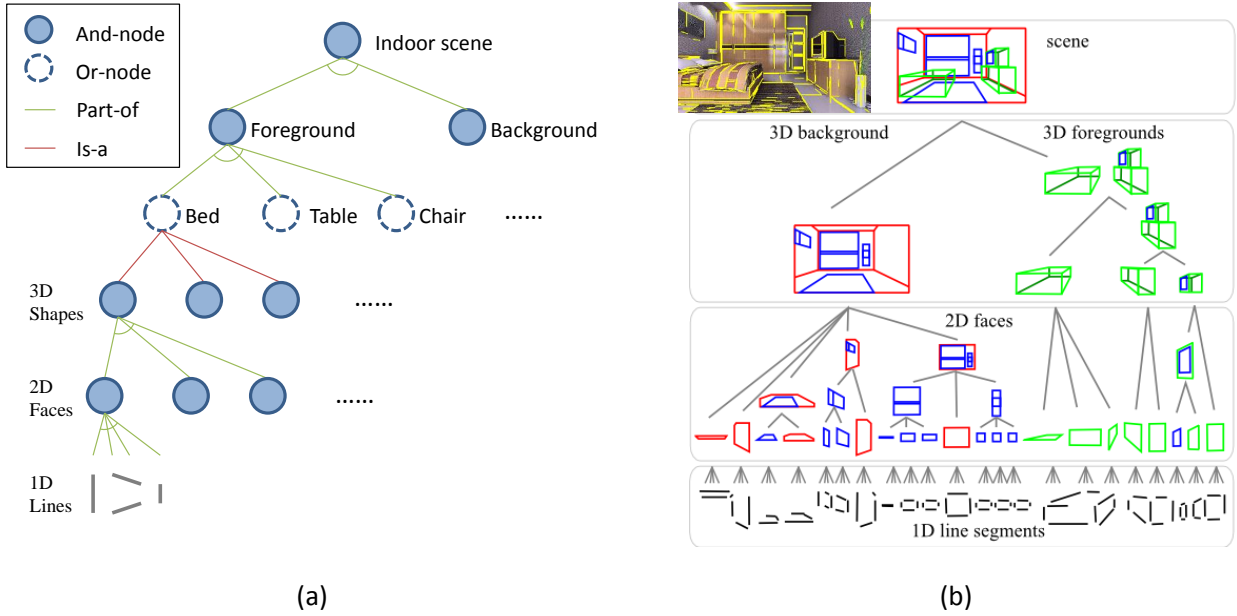 And-node
Or-node
Part-of
Is-a
Indoor scene
Foreground
Background
Bed
Table
Chair
......
3D
Shapes
......
2D
Faces
......
1D
Lines
(a)
scene
3D background
3D foregrounds
2D faces
1D line segments
(b)